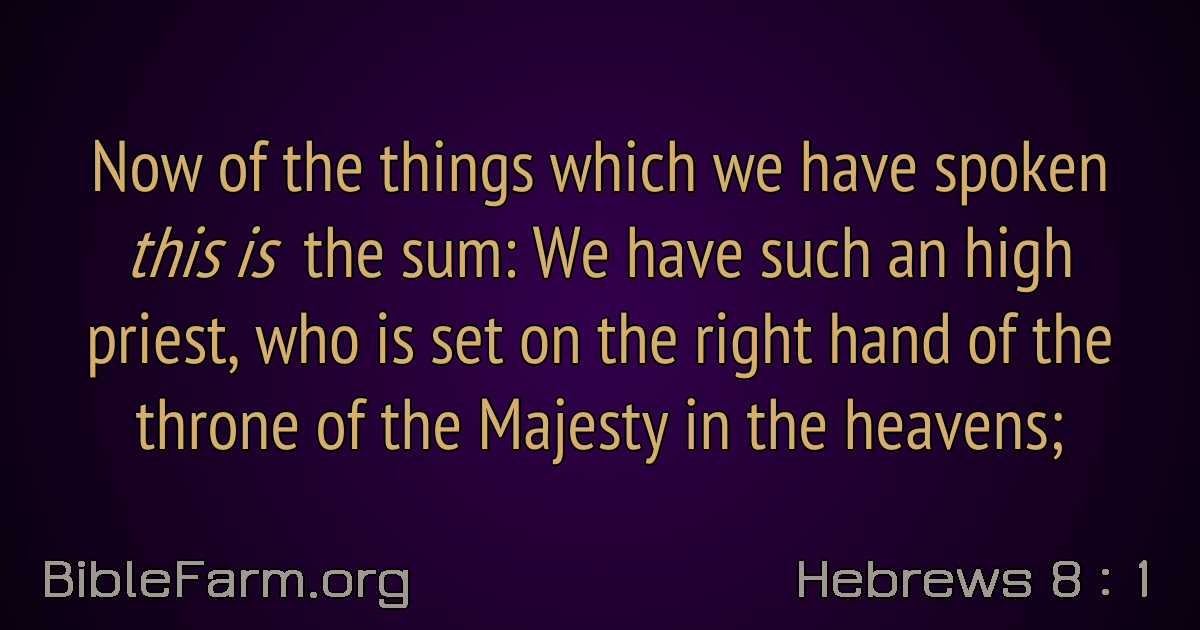 Now of the things which we have spoken
this is the sum: We have such an high
priest, who is set on the right hand of the
throne of the Majesty in the heavens;
BibleFarm.org
Hebrews 8 : 1